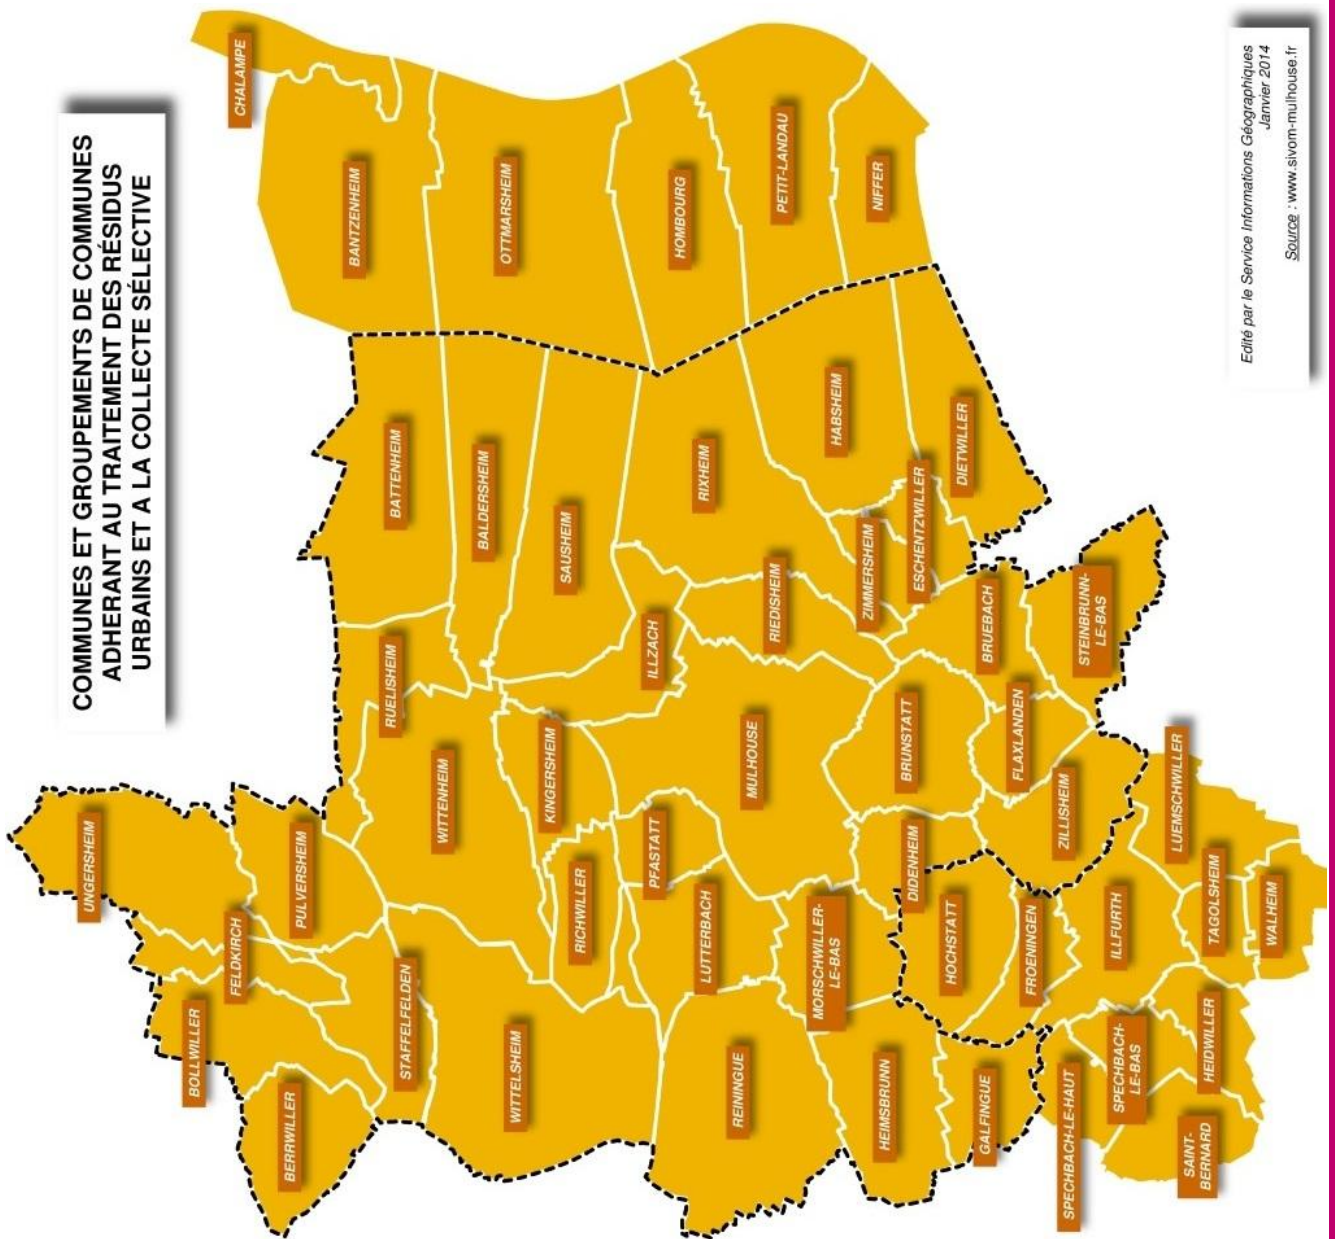 COMMUNES ET GROUPEMENTS DE COMMUNES
ADHERANT AU TRAITEMENT DES RÉSIDUS
URBAINS ET A LA COLLECTE SÉLECTIVE
UNGERSHEIM
BOLLWILLER
FELDKIRCH
PULVERSHEIM
BERRWILLER
STAFFELFELDEN
RUELISHEIM
BATTENHEIM
BANTZENHEIM
CHALAMPE
WITTENHEIM
BALDERSHEIM
OTTMARSHEIM
WITTELSHEIM
KINGERSHEIM
SAUSHEIM
RICHWILLER
PFASTATT
ILLZACH
HOMBOURG
LUTTERBACH
RIXHEIM
REININGUE
MULHOUSE
RIEDISHEIM
PETIT-LANDAU
MORSCHWILLER-
LE-BAS
HABSHEIM
ZIMMERSHEIM
NIFFER
HEIMSBRUNN
DIDENHEIM
BRUNSTATT
ESCHENTZWILLER
DIETWILLER
HOCHSTATT
BRUEBACH
GALFINGUE
FLAXLANDEN
FROENINGEN
ZILLISHEIM
STEINBRUNN-
LE-BAS
SPECHBACH-LE-HAUT
ILLFURTH
SPECHBACH-
LE-BAS
LUEMSCHWILLER
TAGOLSHEIM
HEIDWILLER
SAINT-
BERNARD
WALHEIM
Edité par le Service Informations Géographiques
Janvier 2014
Source : www.sivom-mulhouse.fr